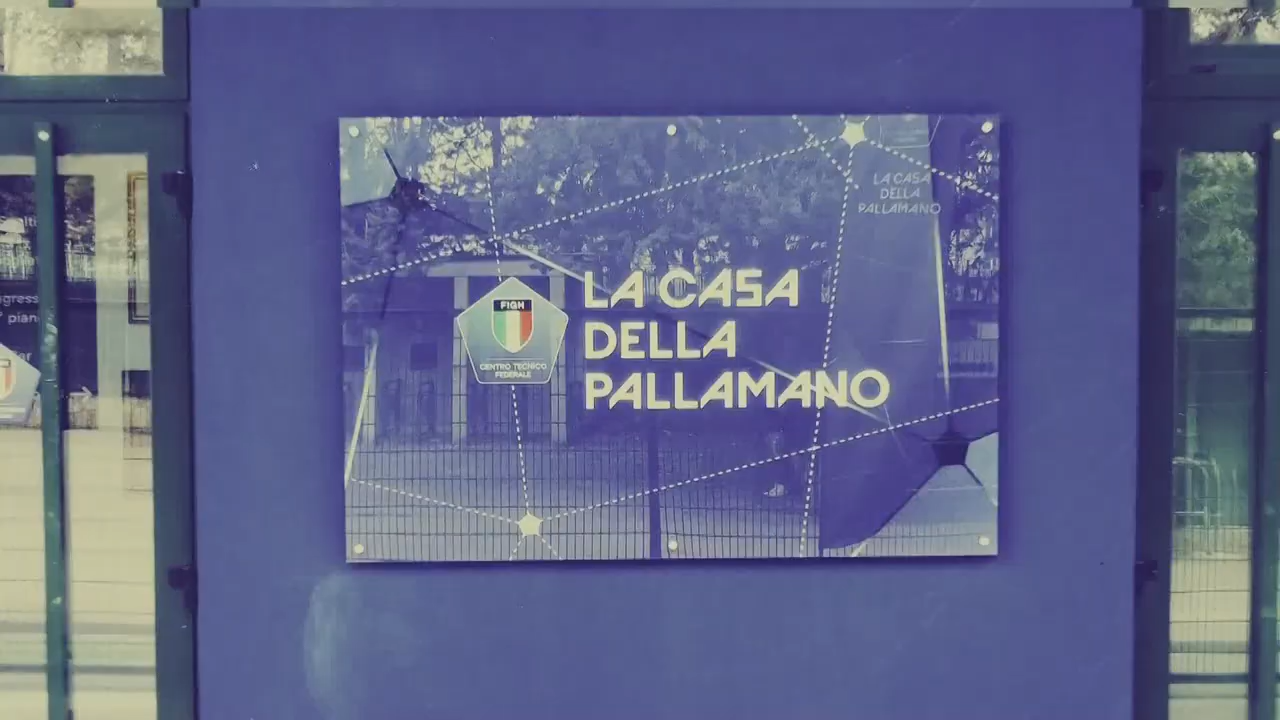 LA CASA
DELLA
PALLAMANO
FIGH
LA CASA
DELLA
PALLAMANO
CENTRO TECNICO
FEDERALE